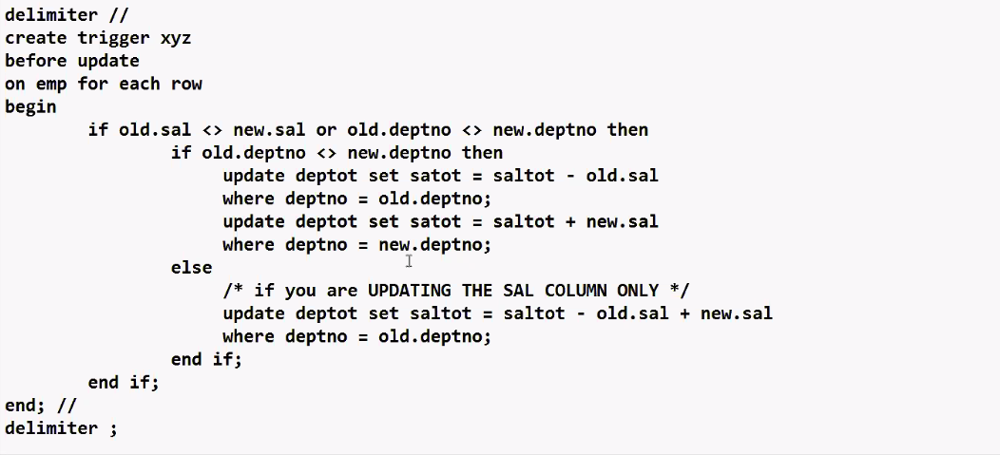 delimiter //
create trigger xyz
before update
on emp for each row
begin
if old.sal <> new.sal or old.deptno <> new.deptno then
if old.deptno <> new.deptno then
update deptot set satot = saltot - old.sal
where deptno = old.deptno;
update deptot set satot = saltot + new.sal
where deptno = new.deptno;
else
/* if you are UPDATING THE SAL COLUMN ONLY */
update deptot set saltot = saltot - old.sal + new.sal
where deptno = old.deptno;
end if;
end if;
end; //
delimiter ;